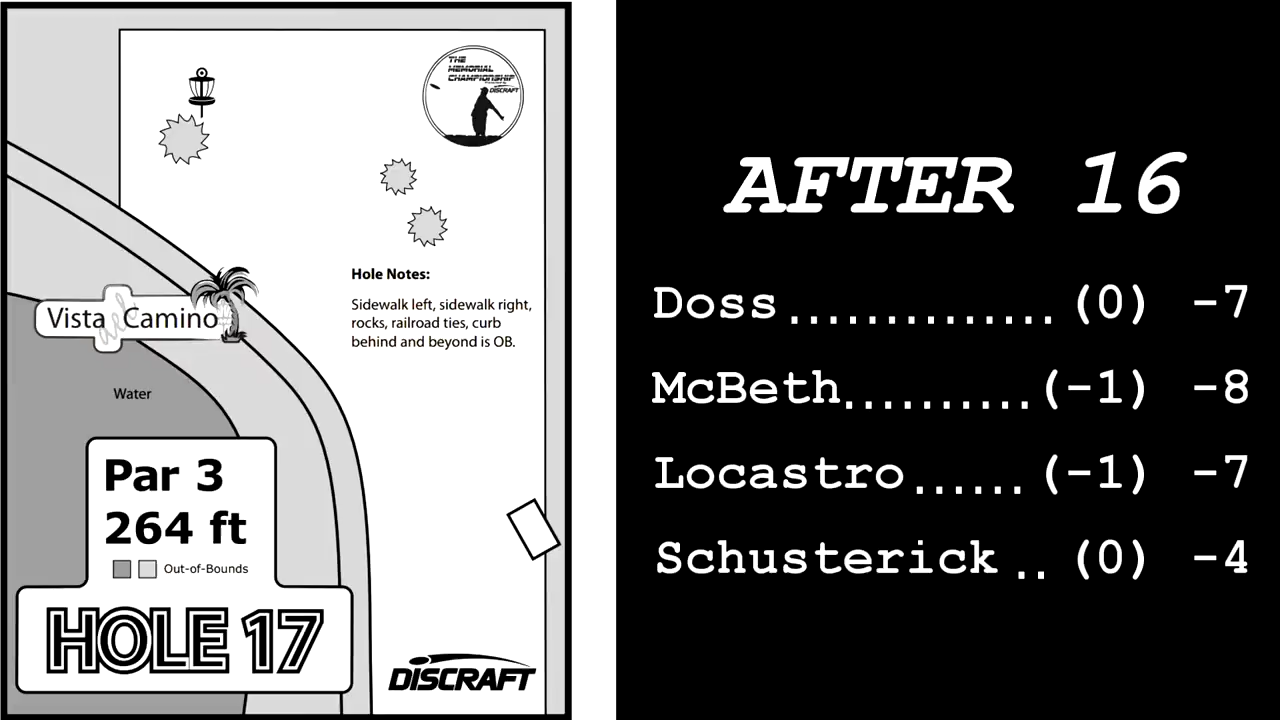 THE
MEMORIAL
CHAMPIONSHIP
DISCRAFT
Hole Notes:
Sidewalk left, sidewalk right,
rocks, railroad ties, curb
behind and beyond is OB.
Vista del Camino
Water
Par 3
264 ft
Out-of-Bounds
HOLE 17
DISCRAFT
AFTER 16
Doss..............(0) -7
McBeth..........(-1) -8
Locastro......(-1) -7
Schusterick..(0) -4